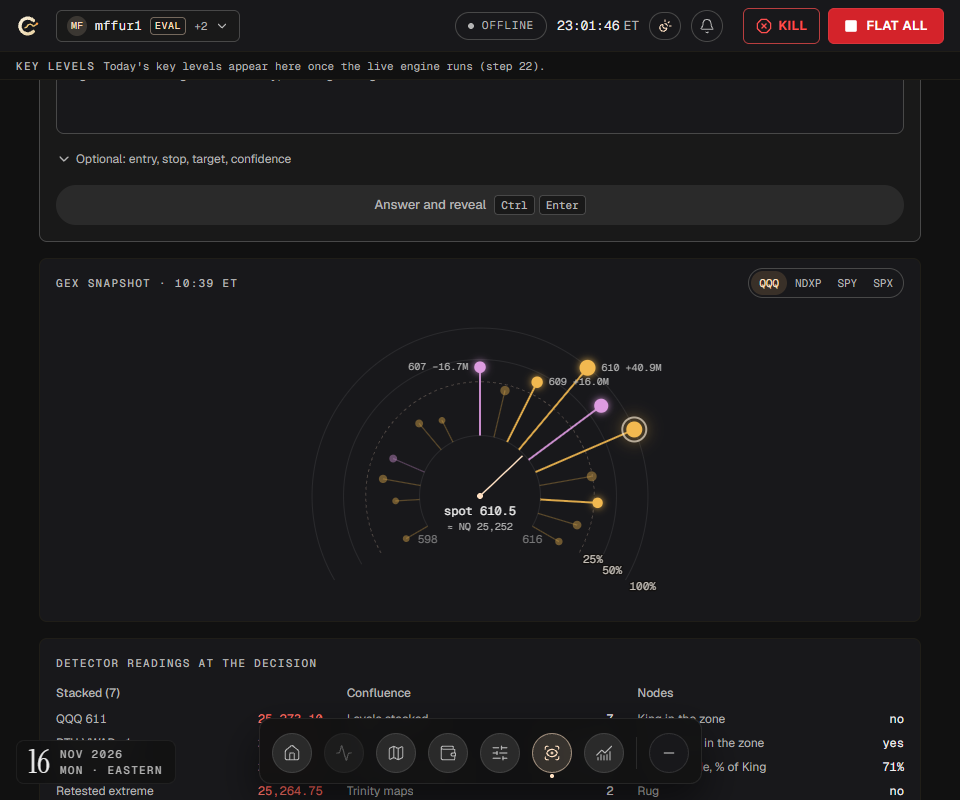 MF mffur1 EVAL +2
OFFLINE
23:01:46 ET
KILL
FLAT ALL
KEY LEVELS Today's key levels appear here once the live engine runs (step 22).
Optional: entry, stop, target, confidence
Answer and reveal Ctrl Enter
GEX SNAPSHOT · 10:39 ET
QQQ NDXP SPY SPX
607 −16.7M
610 +40.9M
609 +16.0M
spot 610.5
≈ NQ 25,252
598
616
25%
50%
100%
DETECTOR READINGS AT THE DECISION
Stacked (7)
Confluence
Nodes
QQQ 611 25,273.10
Levels stacked 7
King in the zone no
in the zone yes
e, % of King 71%
Retested extreme 25,264.75
Trinity maps 2
Rug no
16 NOV 2026
MON · EASTERN